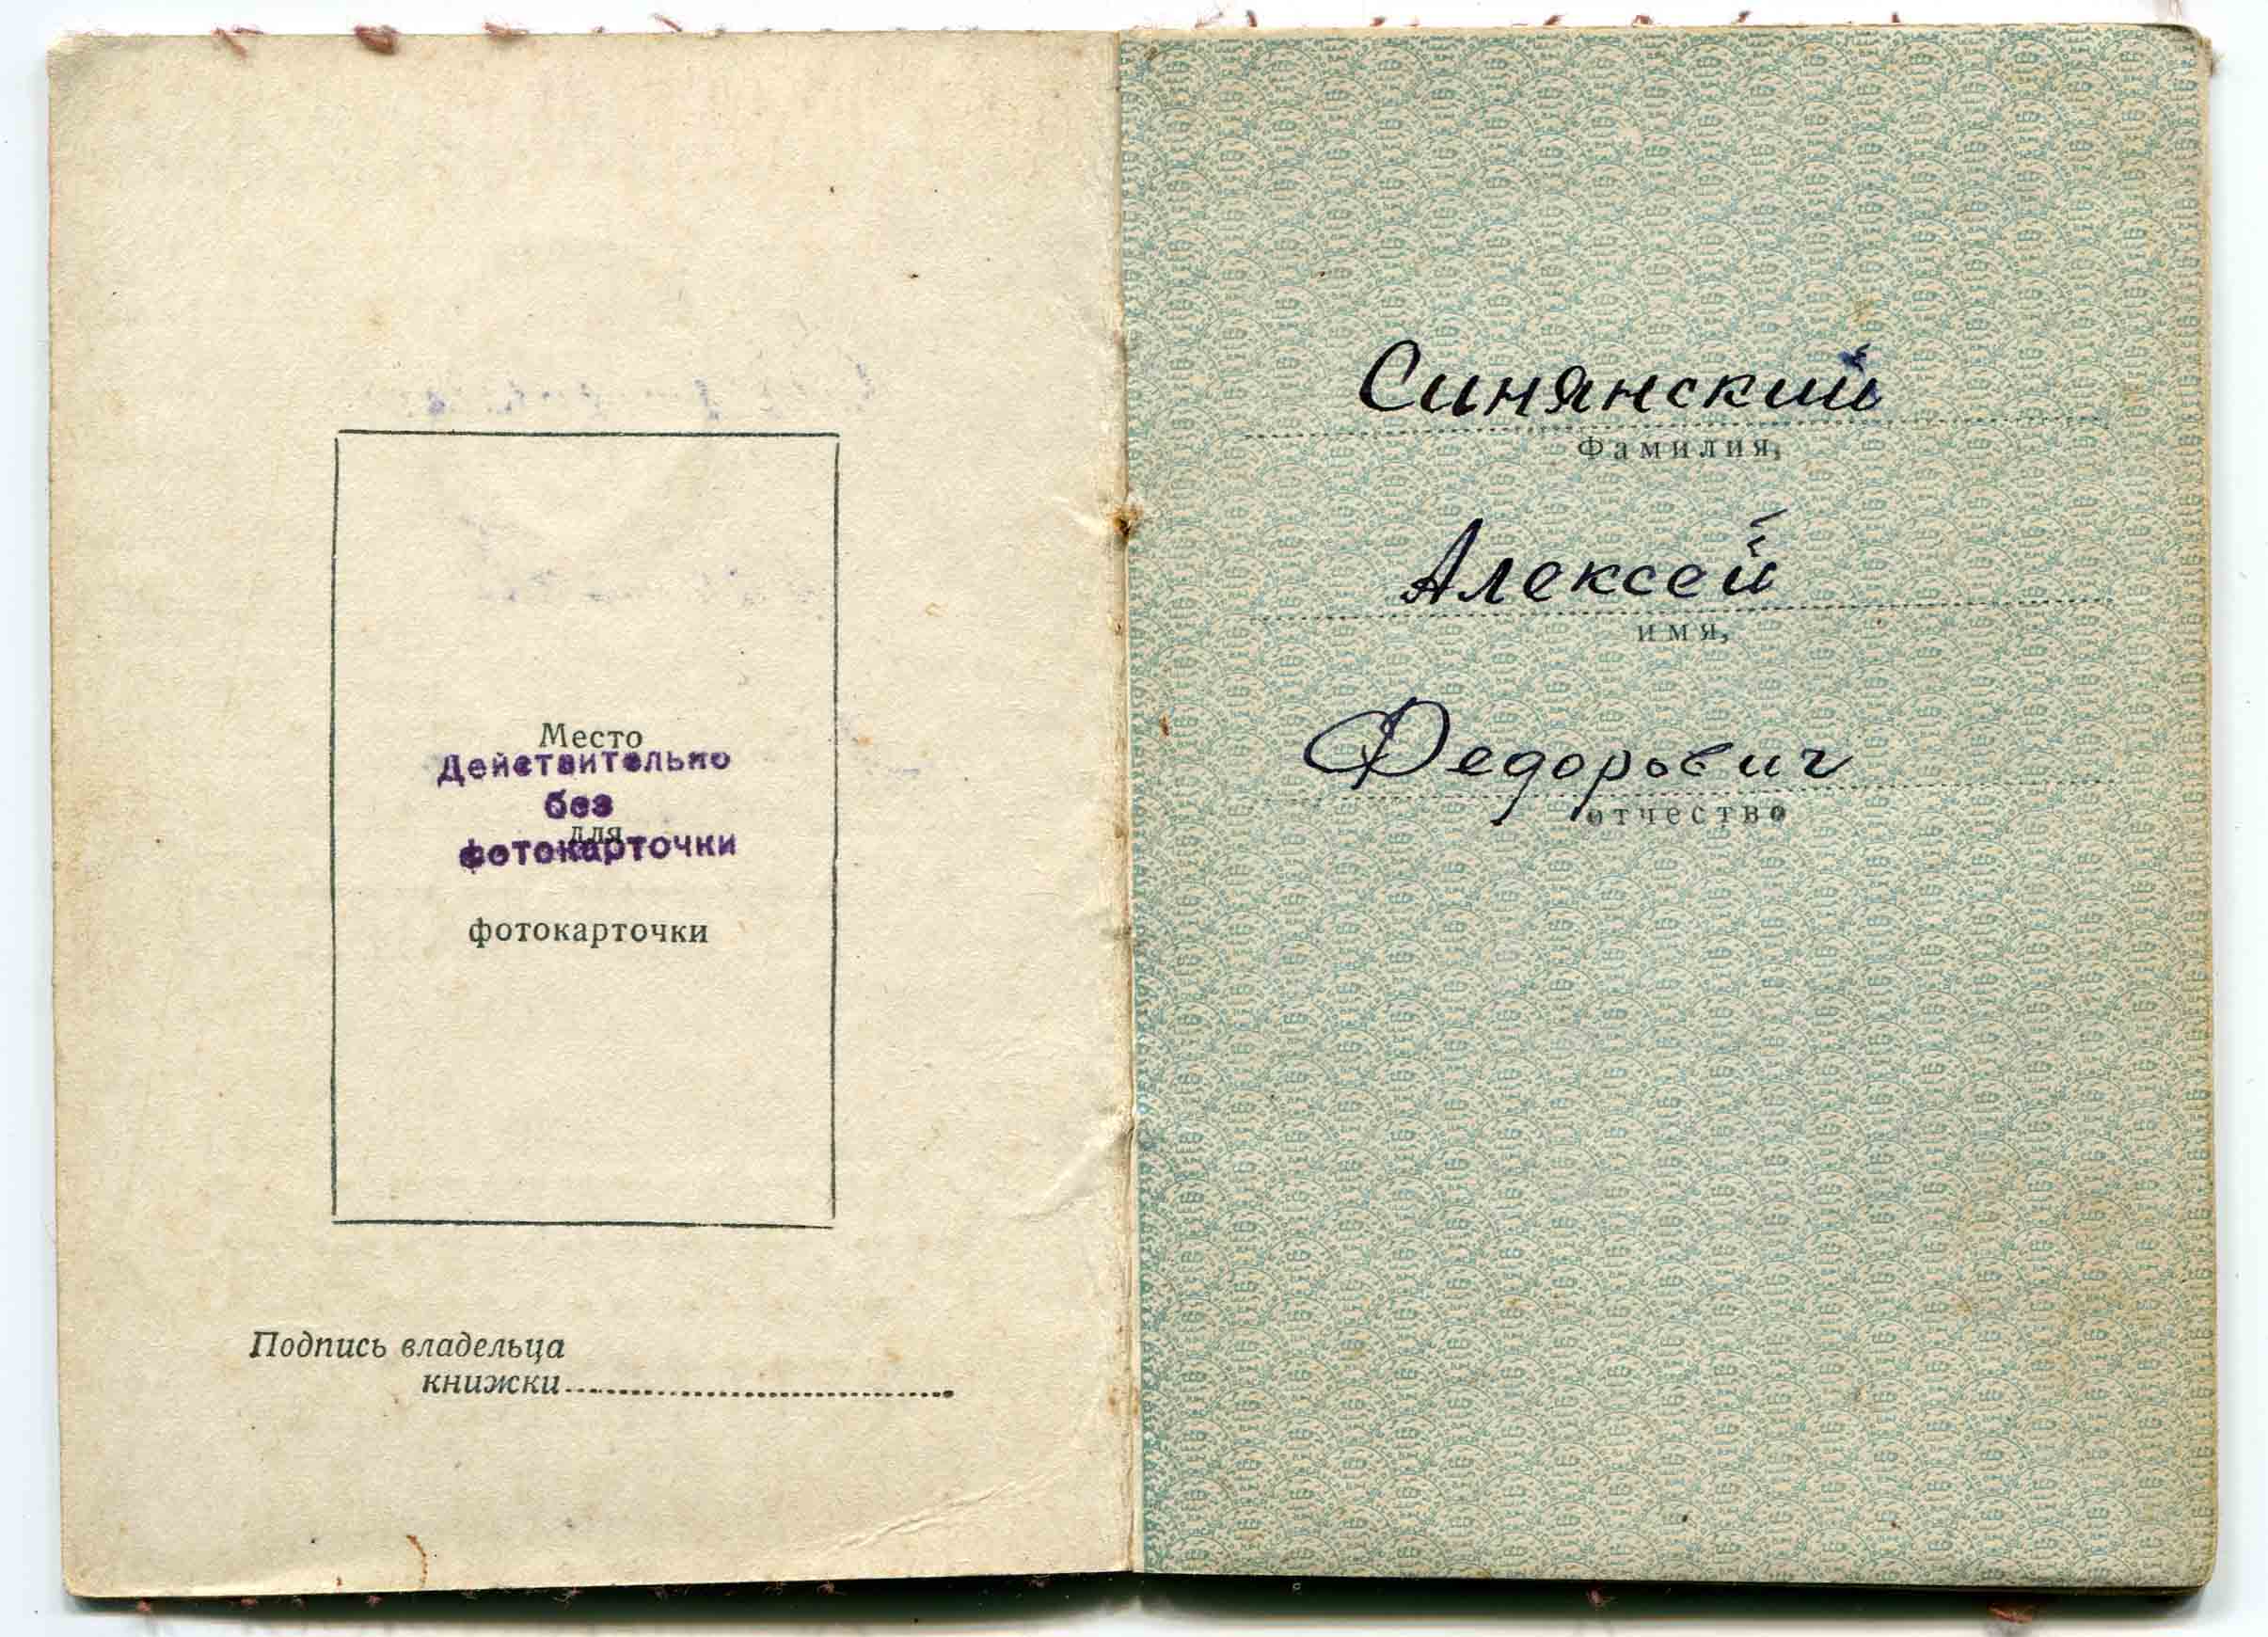 Место
Действительно
без
для
фотокарточки
фотокарточки
Подпись владельца
книжки
Синянский
Фамилия,
Алексей
имя,
Федорович
отчество